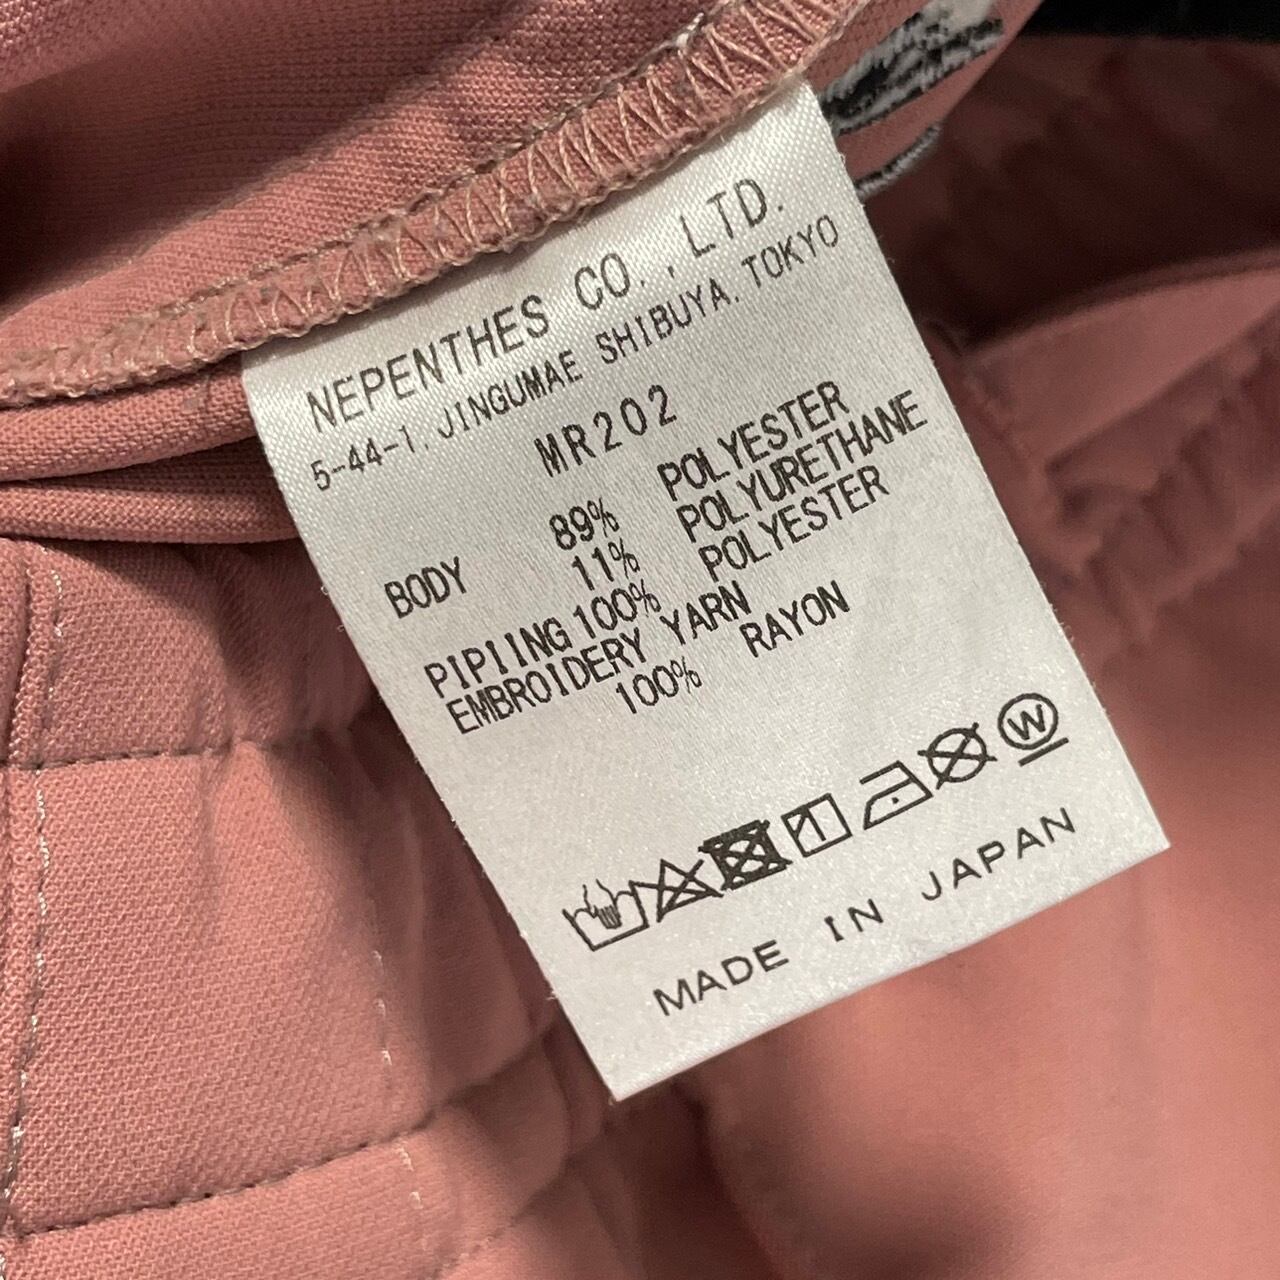 NEPENTHES CO.,LTD.
5-44-1, JINGUMAE SHIBUYA, TOKYO
MR202
BODY 89% POLYESTER
11% POLYURETHANE
PIPIING 100% POLYESTER
EMBROIDERY YARN
100% RAYON
W
MADE IN JAPAN